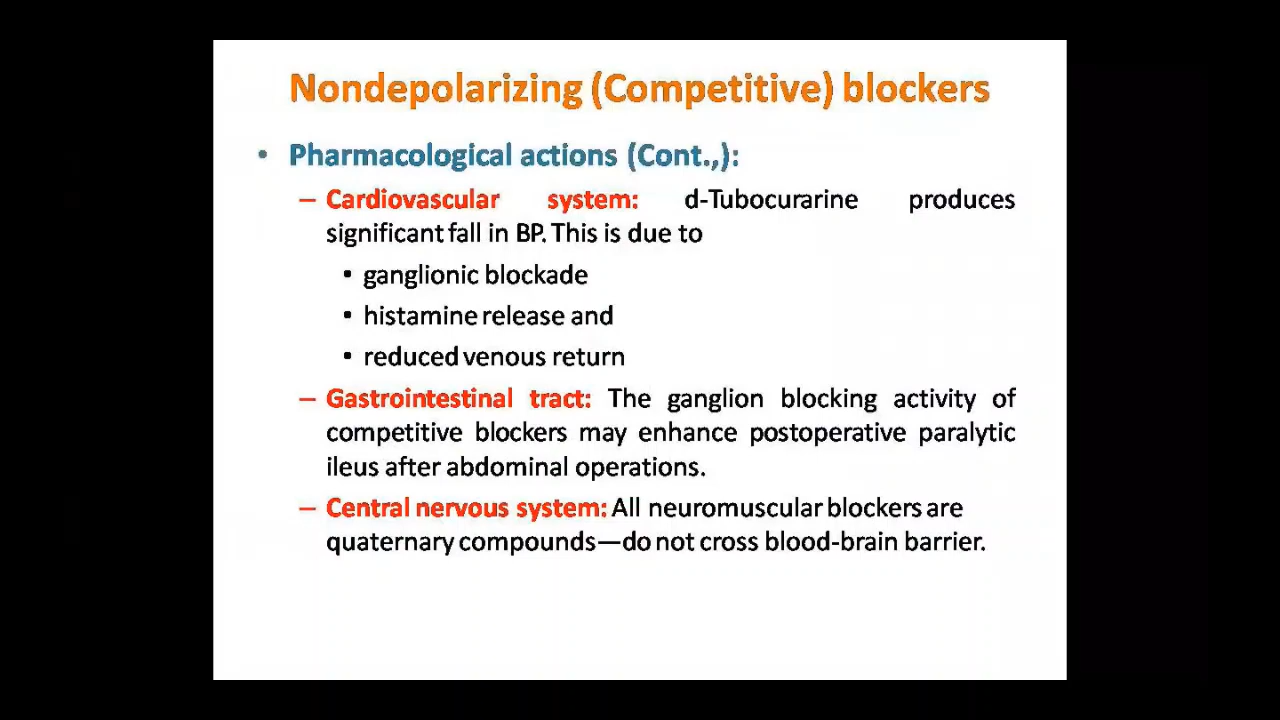 Nondepolarizing (Competitive) blockers
• Pharmacological actions (Cont.,):
– Cardiovascular system: d-Tubocurarine produces
significant fall in BP. This is due to
• ganglionic blockade
• histamine release and
• reduced venous return
– Gastrointestinal tract: The ganglion blocking activity of
competitive blockers may enhance postoperative paralytic
ileus after abdominal operations.
– Central nervous system: All neuromuscular blockers are
quaternary compounds—do not cross blood-brain barrier.